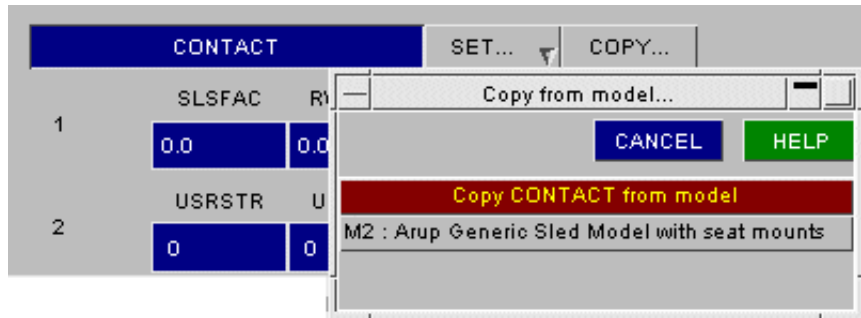 CONTACT SET... COPY...
Copy from model...
SLSFAC
1
CANCEL HELP
0.0 0.0
Copy CONTACT from model
USRSTR U
2
M2 : Arup Generic Sled Model with seat mounts
0 0